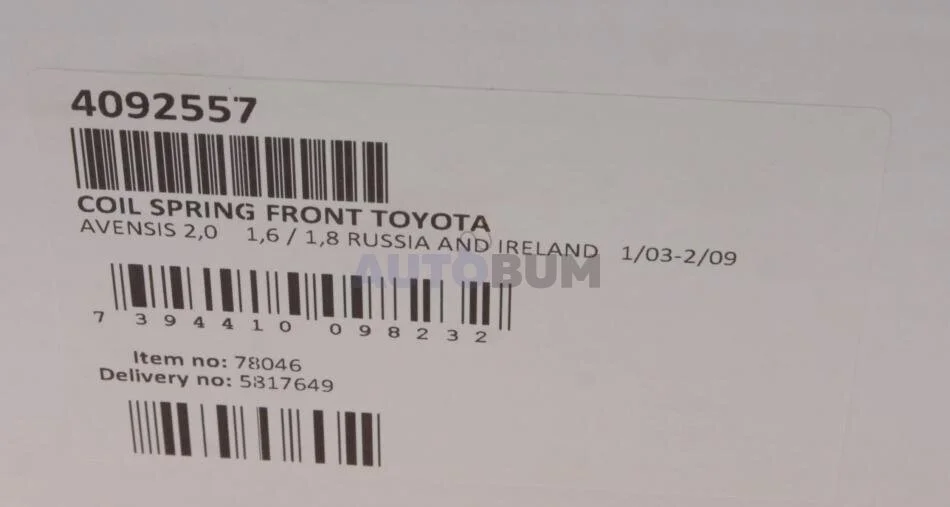 4092557
COIL SPRING FRONT TOYOTA
AVENSIS 2,0 1,6 / 1,8 RUSSIA AND IRELAND 1/03-2/09
AUTOBUM
7 394410 098232
Item no: 78046
Delivery no: 5817649